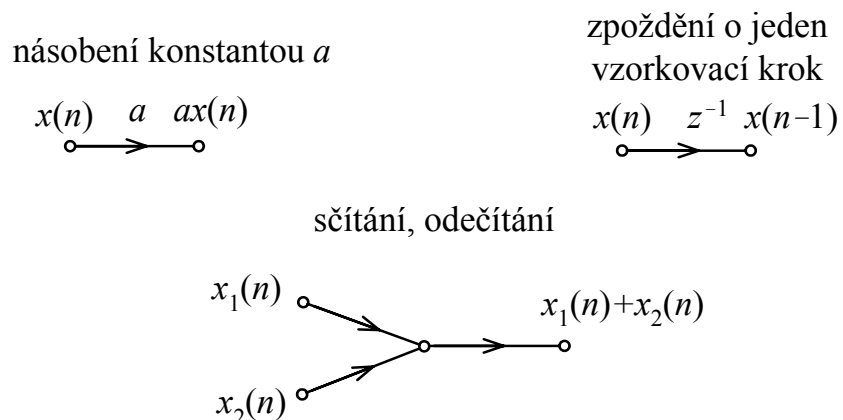 násobení konstantou a
x(n) a ax(n)
zpoždění o jeden
vzorkovací krok
x(n) z⁻¹ x(n−1)
sčítání, odečítání
x₁(n)
x₁(n)+x₂(n)
x₂(n)